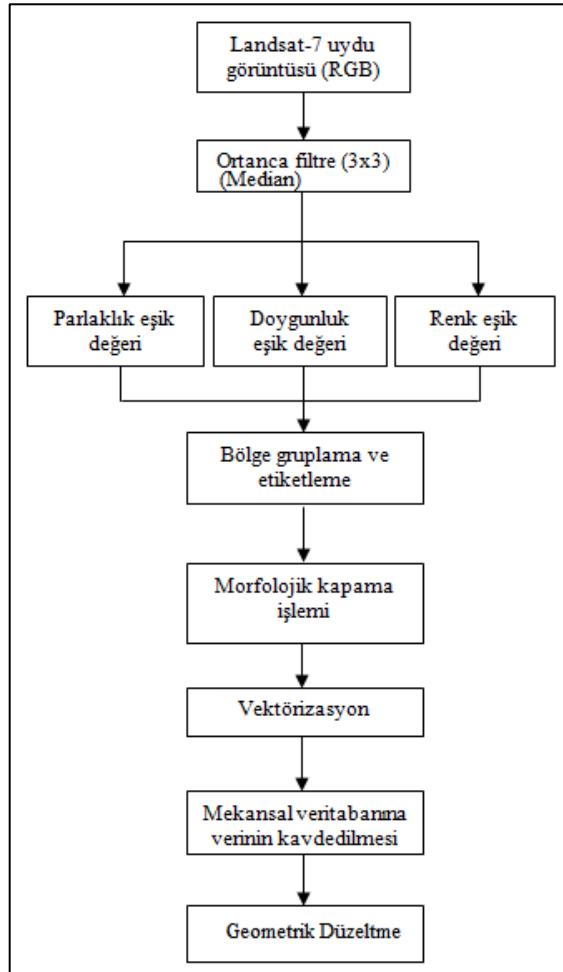 Landsat-7 uydu
görüntüsü (RGB)
Ortanca filtre (3x3)
(Median)
Parlaklık eşik
değeri
Doygunluk
eşik değeri
Renk eşik
değeri
Bölge gruplama ve
etiketleme
Morfolojik kapama
işlemi
Vektörizasyon
Mekansal veritabanına
verinin kavdedilmesi
Geometrik Düzeltme